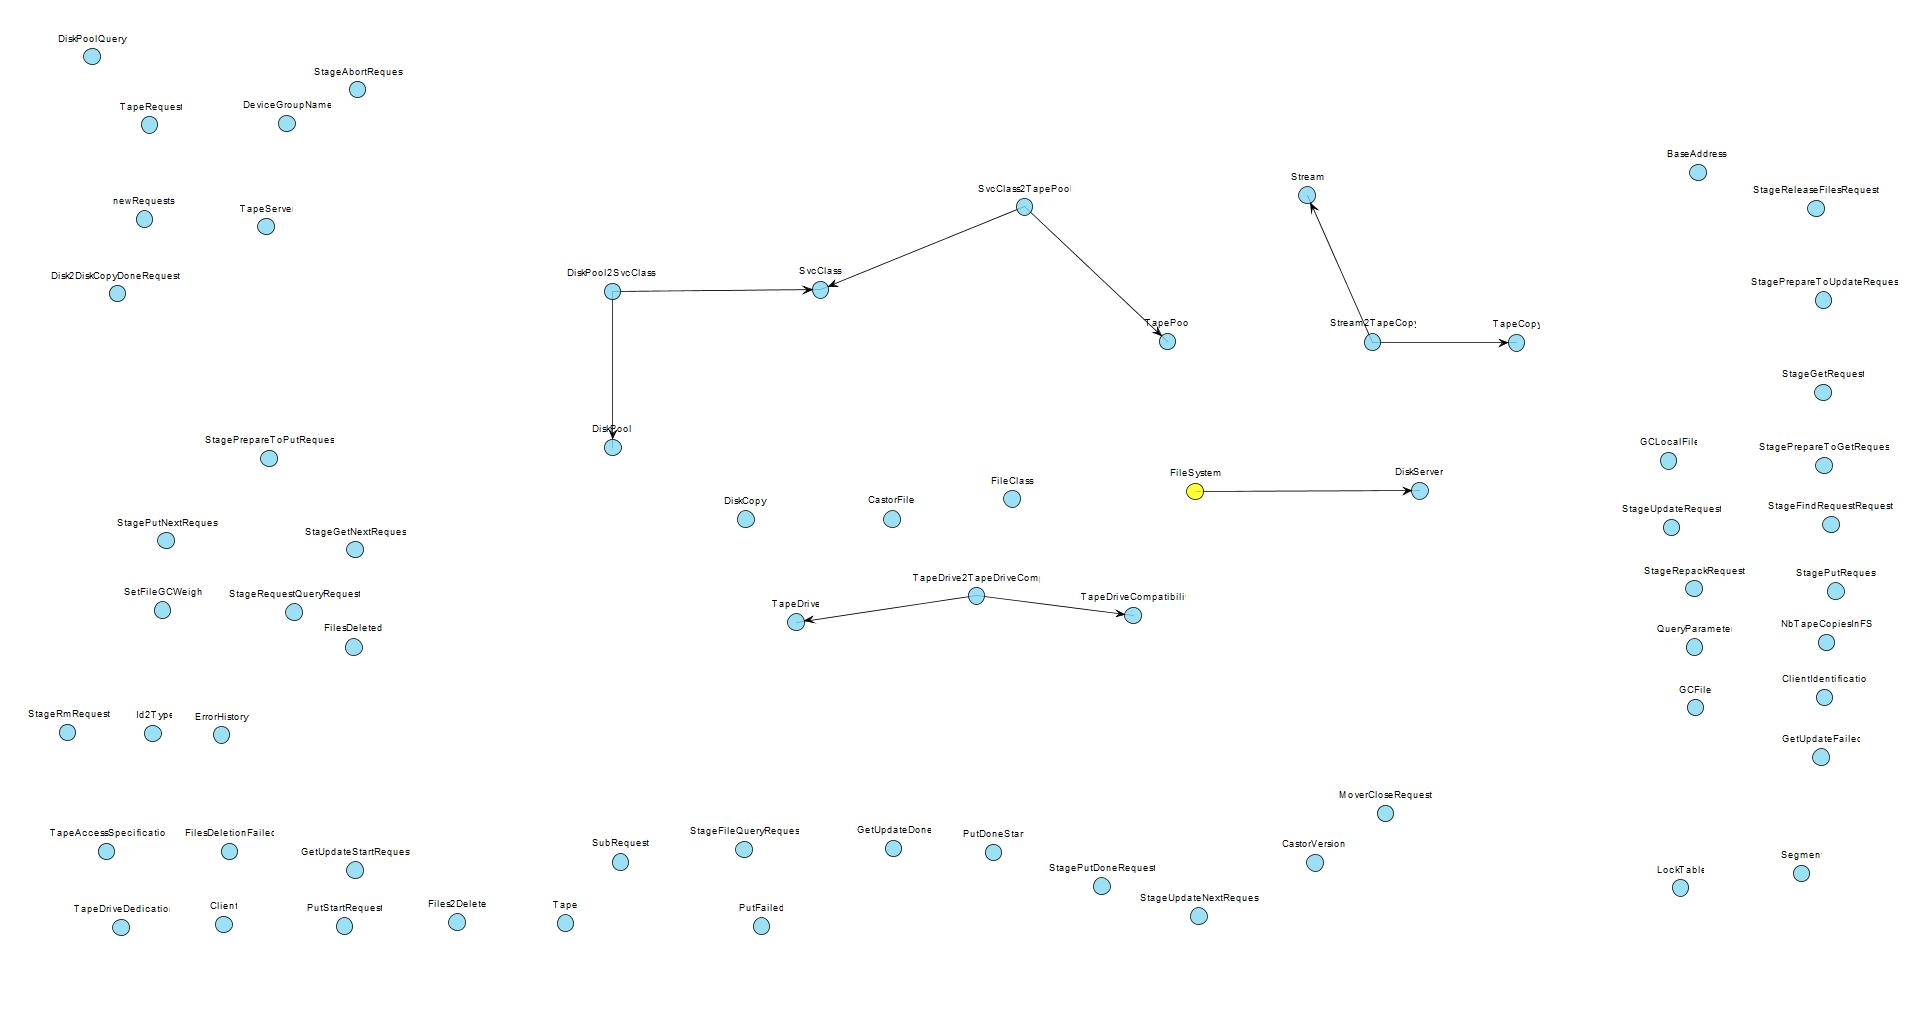 DiskPoolQuery
StageAbortReques
TapeRequest
DeviceGroupName
newRequests
TapeServer
Disk2DiskCopyDoneRequest
StagePrepareToPutReques
StagePutNextReques
StageGetNextReques
SetFileGCWeigh
StageRequestQueryRequest
FilesDeleted
StageRmRequest
Id2Type
ErrorHistory
TapeAccessSpecificatio
FilesDeletionFailed
GetUpdateStartReques
TapeDriveDedicatio
Client
PutStartRequest
Files2Delete
Tape
SubRequest
StageFileQueryReques
PutFailed
GetUpdateDone
PutDoneStar
StagePutDoneRequest
StageUpdateNextReques
CastorVersion
MoverCloseRequest
SvcClass2TapePool
DiskPool2SvcClass
SvcClass
TapePoo
DiskPool
Stream
Stream2TapeCopy
TapeCopy
DiskCopy
CastorFile
FileClass
FileSystem
DiskServer
TapeDrive2TapeDriveComp
TapeDrive
TapeDriveCompatibili
BaseAddress
StageReleaseFilesRequest
StagePrepareToUpdateReques
StageGetRequest
GCLocalFile
StagePrepareToGetReques
StageUpdateRequest
StageFindRequestRequest
StageRepackRequest
StagePutReques
QueryParameter
NbTapeCopiesInFS
GCFile
ClientIdentificatio
GetUpdateFailed
LockTable
Segmen